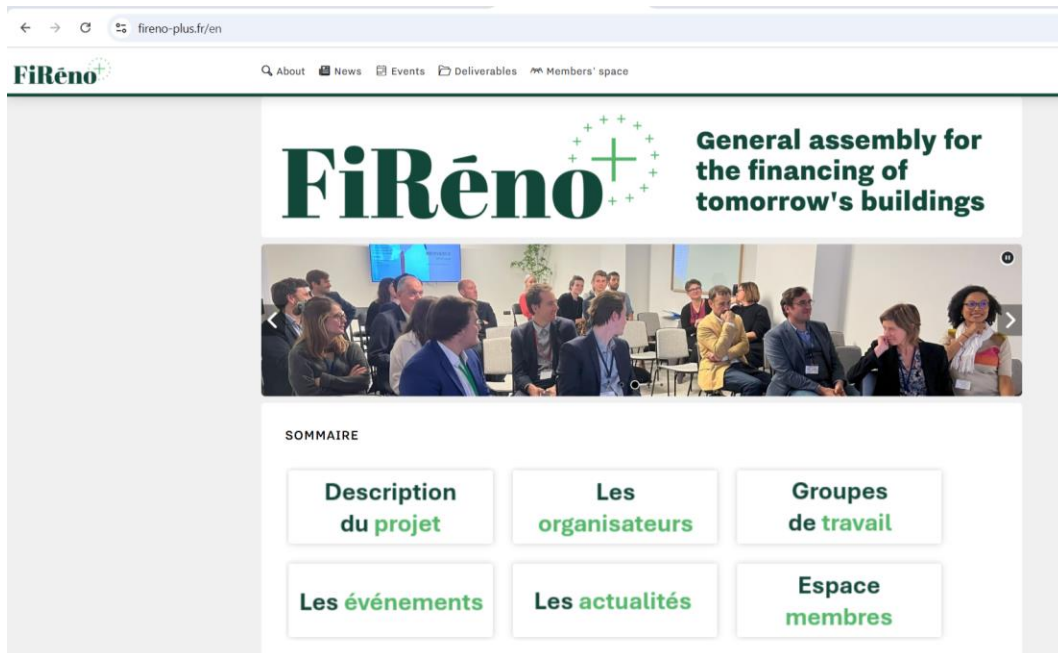 fireno-plus.fr/en
FiRéno+
About News Events Deliverables Members' space
FiRéno+
General assembly for
the financing of
tomorrow's buildings
SOMMAIRE
Description
du projet
Les
organisateurs
Groupes
de travail
Les événements
Les actualités
Espace
membres